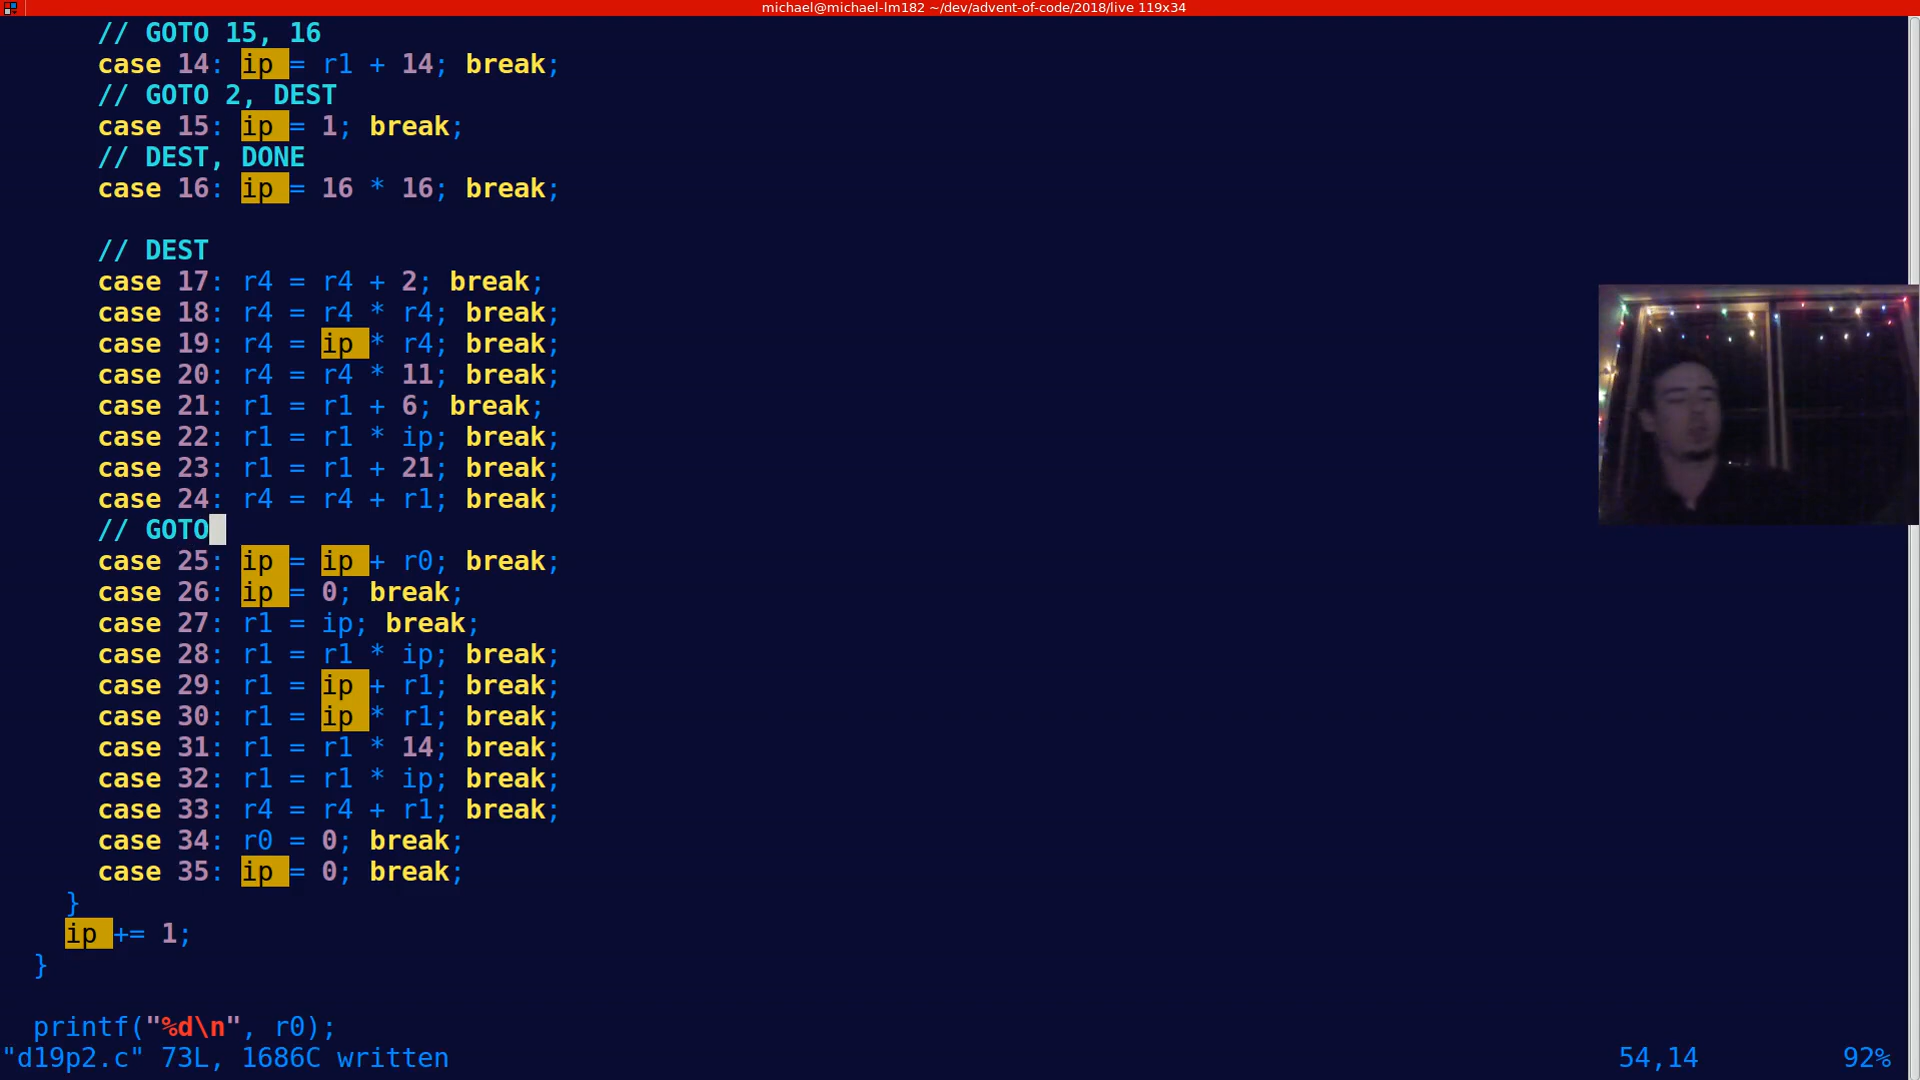 michael@michael-lm182 ~/dev/advent-of-code/2018/live 119x34
// GOTO 15, 16
case 14: ip = r1 + 14; break;
// GOTO 2, DEST
case 15: ip = 1; break;
// DEST, DONE
case 16: ip = 16 * 16; break;
// DEST
case 17: r4 = r4 + 2; break;
case 18: r4 = r4 * r4; break;
case 19: r4 = ip * r4; break;
case 20: r4 = r4 * 11; break;
case 21: r1 = r1 + 6; break;
case 22: r1 = r1 * ip; break;
case 23: r1 = r1 + 21; break;
case 24: r4 = r4 + r1; break;
// GOTO
case 25: ip = ip + r0; break;
case 26: ip = 0; break;
case 27: r1 = ip; break;
case 28: r1 = r1 * ip; break;
case 29: r1 = ip + r1; break;
case 30: r1 = ip * r1; break;
case 31: r1 = r1 * 14; break;
case 32: r1 = r1 * ip; break;
case 33: r4 = r4 + r1; break;
case 34: r0 = 0; break;
case 35: ip = 0; break;
}
ip += 1;
}
printf("%d\n", r0);
"d19p2.c" 73L, 1686C written 54,14 92%